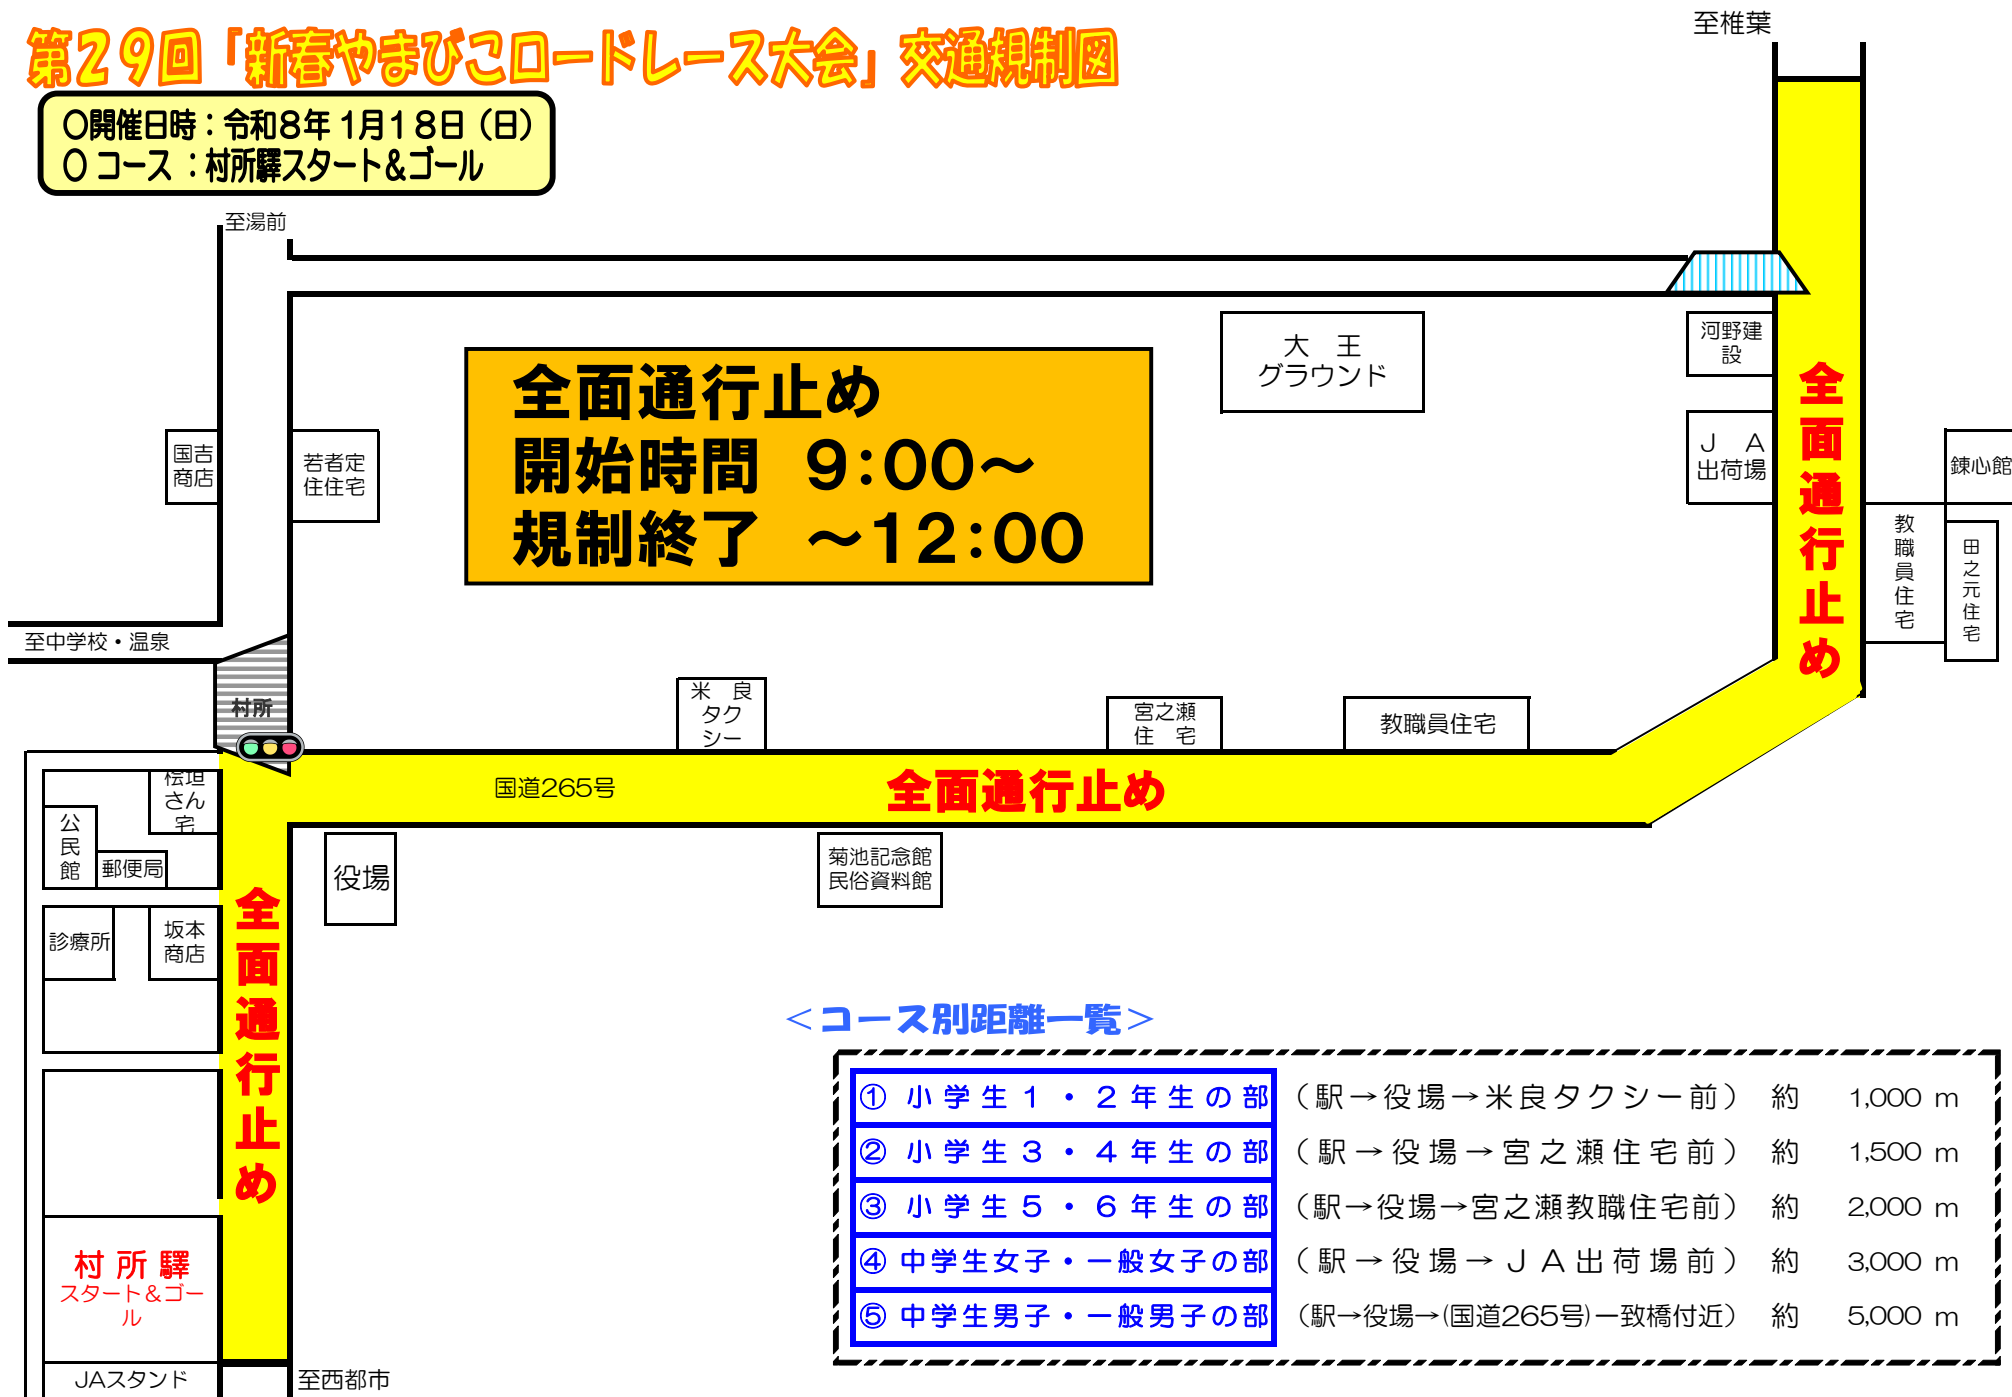 第２９回「新春やまびこロードレース大会」交通規制図
〇開催日時：令和８年１月１８日（日）
〇 コース ：村所驛スタート＆ゴール
至椎葉
至湯前
大　王
グラウンド
河野建
設
全面通行止め
開始時間　９：００～
規制終了　～１２：００
国吉
商店
若者定
住住宅
Ｊ　Ａ
出荷場
全面通行止め
錬心館
教職員住宅
田之元住宅
至中学校・温泉
村所
米　良
タク
シー
宮之瀬
住　宅
教職員住宅
国道265号
全面通行止め
桧垣
さん
宅
公民館
郵便局
役場
菊池記念館
民俗資料館
診療所
坂本
商店
全面通行止め
村所驛
スタート＆ゴー
ル
JAスタンド
至西都市
＜コース別距離一覧＞
① 小学生１・２年生の部 （駅→役場→米良タクシー前） 約 1,000 m
② 小学生３・４年生の部 （駅→役場→宮之瀬住宅前） 約 1,500 m
③ 小学生５・６年生の部 （駅→役場→宮之瀬教職住宅前） 約 2,000 m
④ 中学生女子・一般女子の部 （駅→役場→ＪＡ出荷場前） 約 3,000 m
⑤ 中学生男子・一般男子の部 （駅→役場→(国道265号)一致橋付近） 約 5,000 m